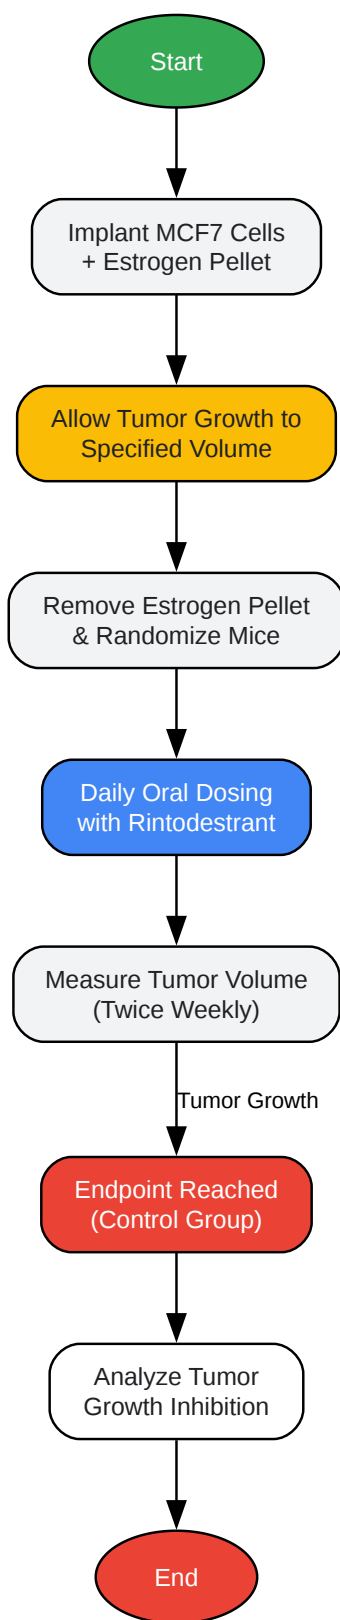 Start
Implant MCF7 Cells
+ Estrogen Pellet
Allow Tumor Growth to
Specified Volume
Remove Estrogen Pellet
& Randomize Mice
Daily Oral Dosing
with Rintodestrant
Measure Tumor Volume
(Twice Weekly)
Tumor Growth
Endpoint Reached
(Control Group)
Analyze Tumor
Growth Inhibition
End